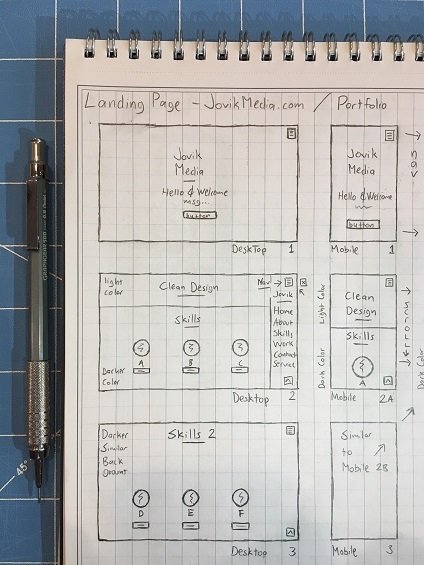 Landing Page - JovikMedia.com / Portfolio
Jovik
Media
Hello & Welcome
msg...
button
Desktop 1
Jovik
Media
Hello & Welcome
button
Mobile 1
Nav
light
color
Clean Design
Nav →
Jovik
Home
About
Skills
Work
Contact
Service
Skills
A
B
C
Darker
Color
Desktop 2
Light Color
Dark Color
Clean
Design
Skills
A
Mobile 2A
Dark Color
Darker
Similar
Back
Ground
Skills 2
D
E
F
Desktop 3
Similar
to
Mobile 2B
Mobile 3
45°